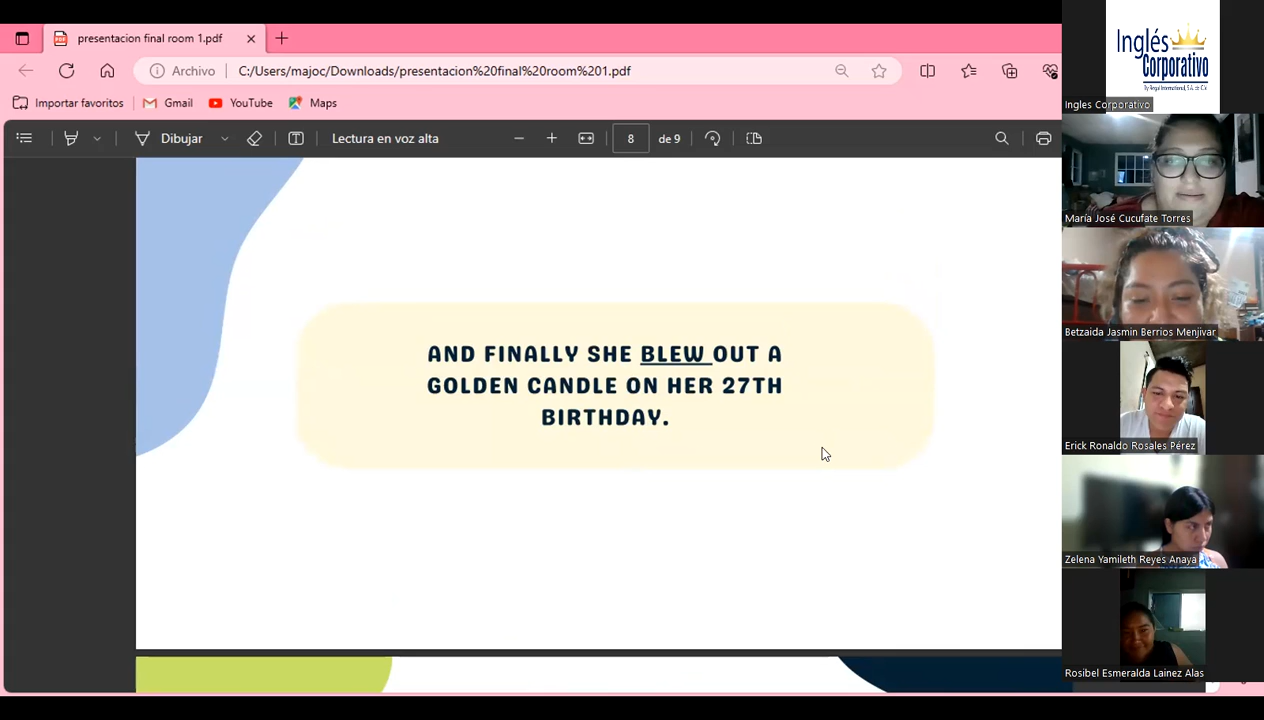 presentacion final room 1.pdf
Archivo
C:/Users/majoc/Downloads/presentacion%20final%20room%201.pdf
Importar favoritos
Gmail
YouTube
Maps
Dibujar
Lectura en voz alta
8
de 9
AND FINALLY SHE BLEW OUT A
GOLDEN CANDLE ON HER 27TH
BIRTHDAY.
Inglés
Corporativo
Ingles Corporativo
María José Cucufate Torres
Betzaida Jasmin Berrios Menjivar
Erick Ronaldo Rosales Pérez
Zelena Yamileth Reyes Anaya
Rosibel Esmeralda Lainez Alas